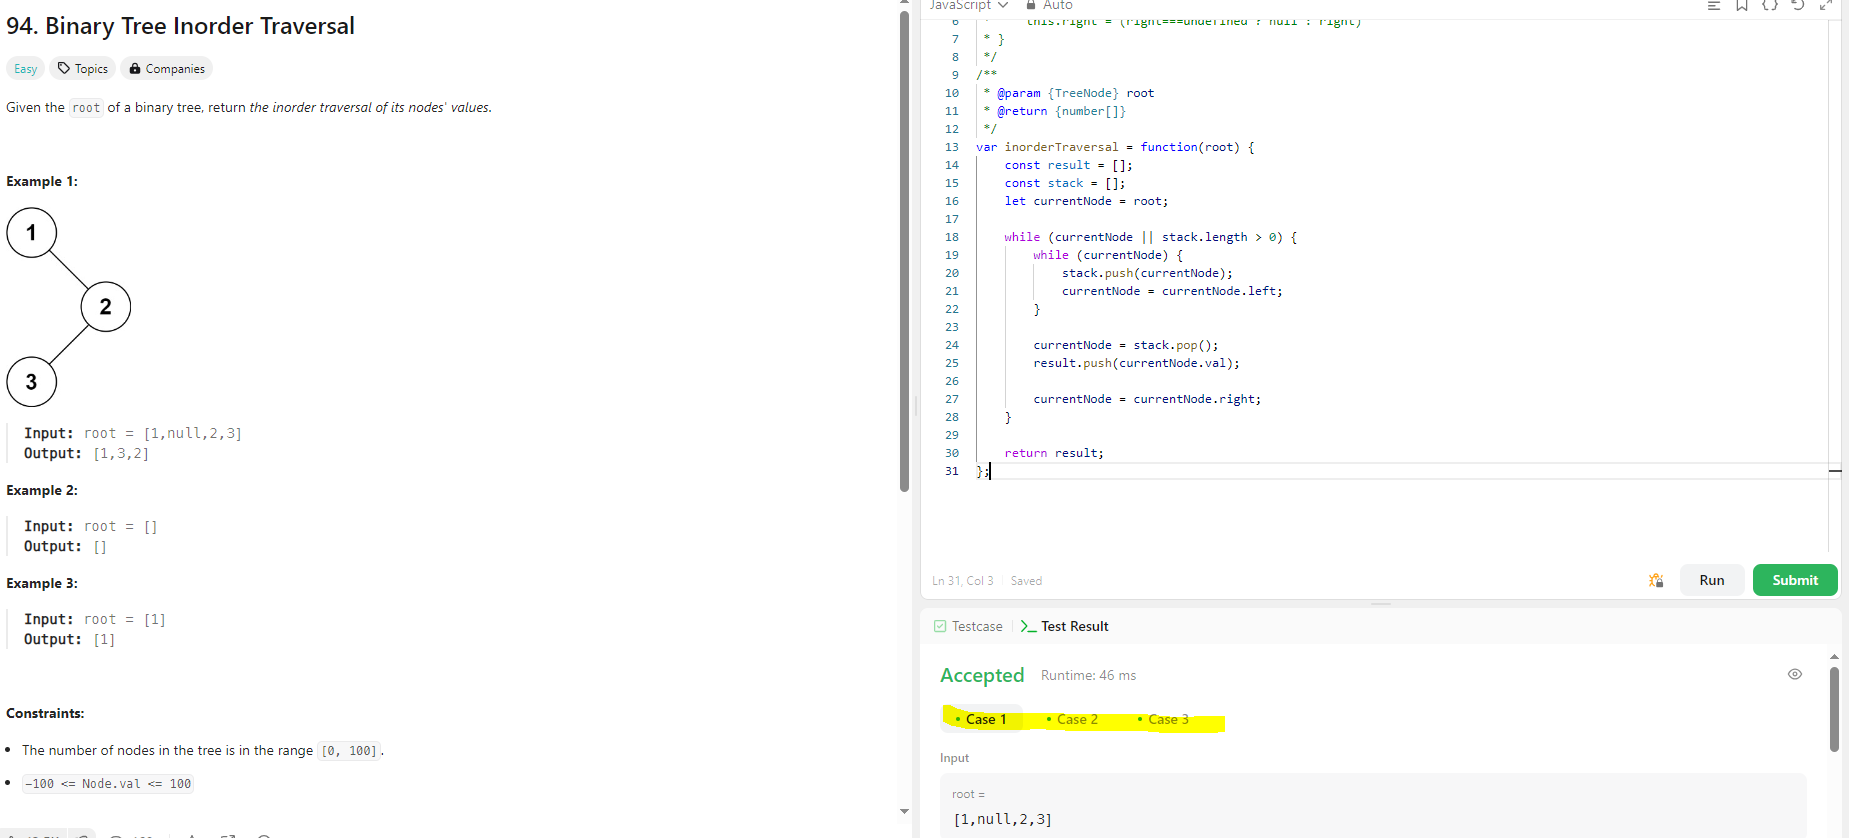 94. Binary Tree Inorder Traversal
Easy
Topics
Companies
Given the root of a binary tree, return the inorder traversal of its nodes' values.
Example 1:
1
2
3
Input: root = [1,null,2,3]
Output: [1,3,2]
Example 2:
Input: root = []
Output: []
Example 3:
Input: root = [1]
Output: [1]
Constraints:
• The number of nodes in the tree is in the range [0, 100].
• -100 <= Node.val <= 100
JavaScript
Auto
6 * this.right = (right===undefined ? null : right)
7 * }
8 */
9 /**
10 * @param {TreeNode} root
11 * @return {number[]}
12 */
13 var inorderTraversal = function(root) {
14 const result = [];
15 const stack = [];
16 let currentNode = root;
17
18 while (currentNode || stack.length > 0) {
19 while (currentNode) {
20 stack.push(currentNode);
21 currentNode = currentNode.left;
22 }
23
24 currentNode = stack.pop();
25 result.push(currentNode.val);
26
27 currentNode = currentNode.right;
28 }
29
30 return result;
31 };
Ln 31, Col 3
Saved
Run
Submit
Testcase
Test Result
Accepted
Runtime: 46 ms
• Case 1
• Case 2
• Case 3
Input
root =
[1,null,2,3]